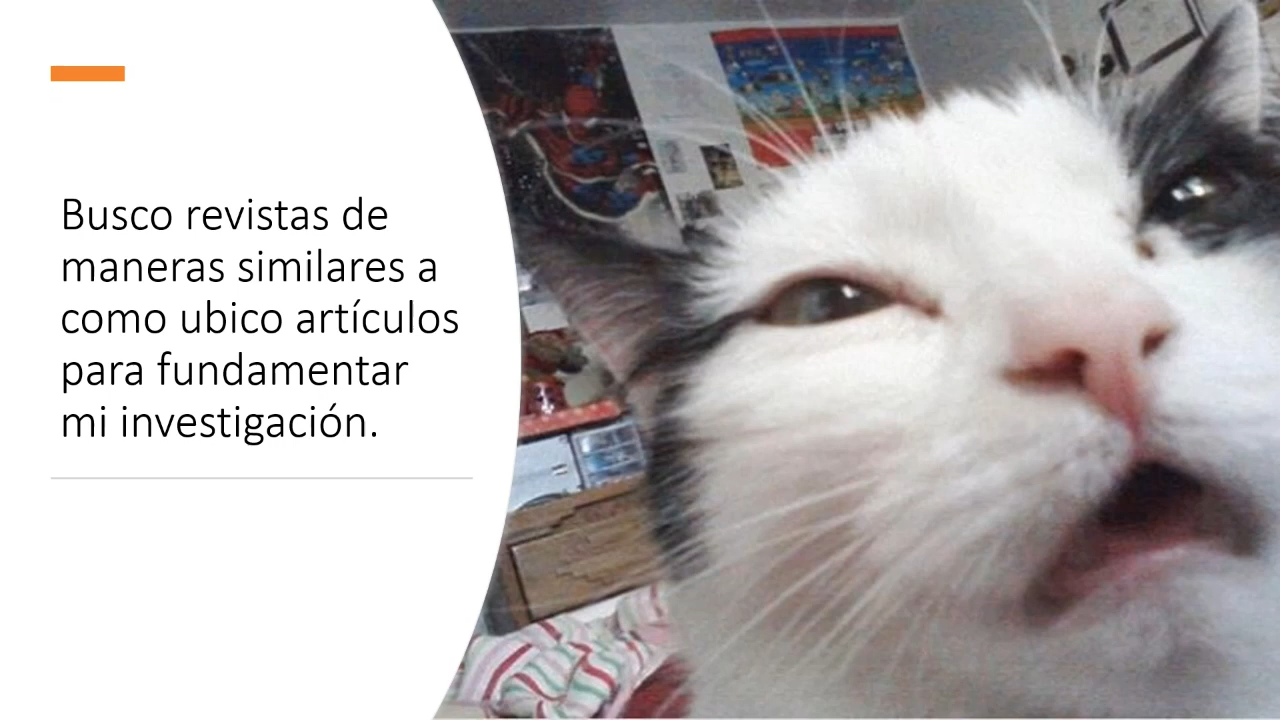 Busco revistas de
maneras similares a
como ubico artículos
para fundamentar
mi investigación.